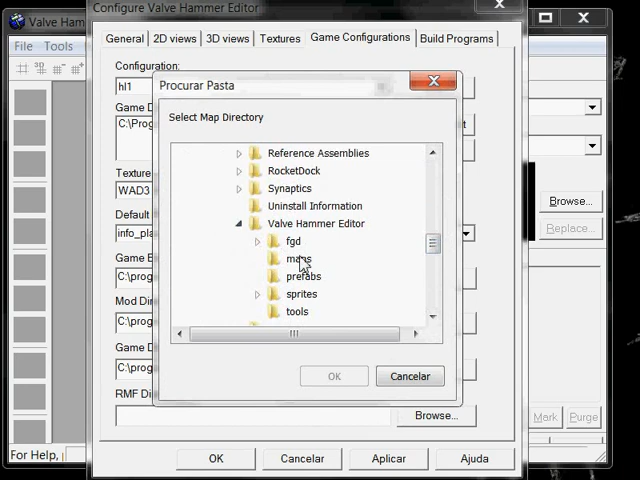 Configure Valve Hammer Editor
Valve Ham
File Tools
General 2D views 3D views Textures Game Configurations Build Programs
Configuration:
hl1
Procurar Pasta
Select Map Directory
Game D
C:\Prog
Reference Assemblies
RocketDock
Texture
Synaptics
WAD3
Uninstall Information
Browse...
Default
Valve Hammer Editor
Replace...
info_pla
fgd
Game E
maps
C:\prog
prefabs
Mod Dir
sprites
C:\prog
tools
Game D
C:\prog
OK Cancelar
RMF Di
Browse...
Mark Purge
For Help,
OK Cancelar Aplicar Ajuda